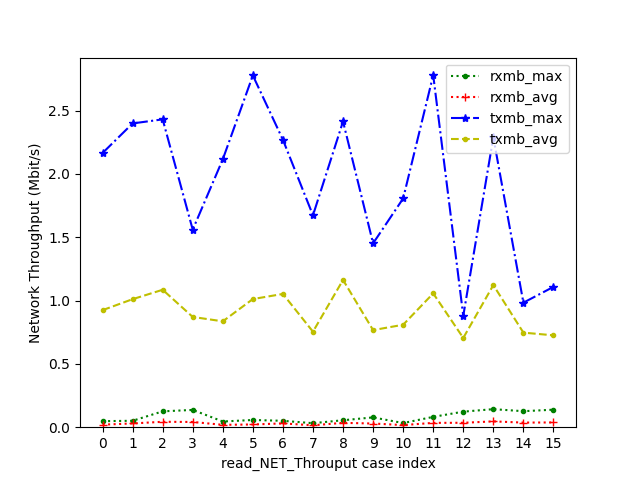 rxmb_max
rxmb_avg
txmb_max
txmb_avg
2.5
2.0
1.5
1.0
0.5
0.0
Network Throughput (Mbit/s)
0 1 2 3 4 5 6 7 8 9 10 11 12 13 14 15
read_NET_Throuput case index